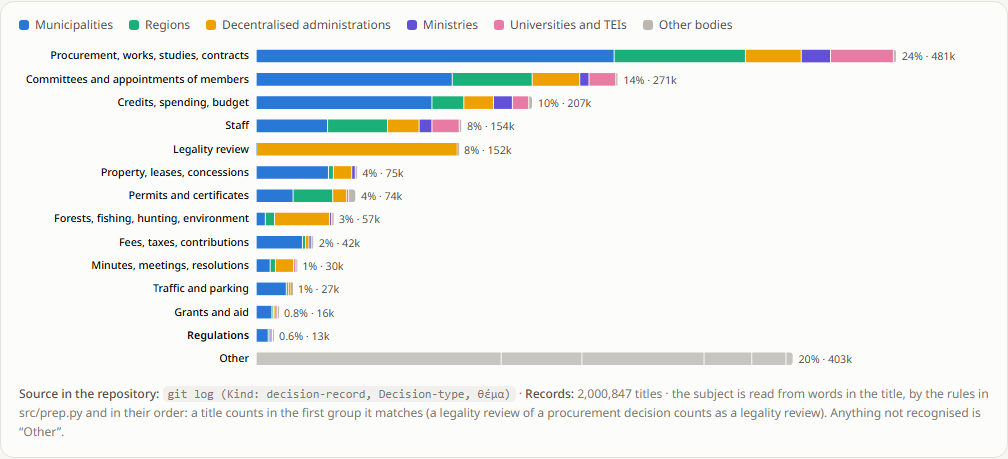 Municipalities Regions Decentralised administrations Ministries Universities and TEIs Other bodies
Procurement, works, studies, contracts 24% · 481k
Committees and appointments of members 14% · 271k
Credits, spending, budget 10% · 207k
Staff 8% · 154k
Legality review 8% · 152k
Property, leases, concessions 4% · 75k
Permits and certificates 4% · 74k
Forests, fishing, hunting, environment 3% · 57k
Fees, taxes, contributions 2% · 42k
Minutes, meetings, resolutions 1% · 30k
Traffic and parking 1% · 27k
Grants and aid 0.8% · 16k
Regulations 0.6% · 13k
Other 20% · 403k
Source in the repository: git log (Kind: decision-record, Decision-type, θέμα) · Records: 2,000,847 titles · the subject is read from words in the title, by the rules in
src/prep.py and in their order: a title counts in the first group it matches (a legality review of a procurement decision counts as a legality review). Anything not recognised is
“Other”.